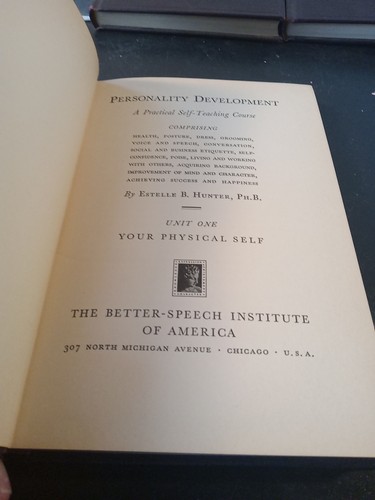 PERSONALITY DEVELOPMENT
A Practical Self-Teaching Course
COMPRISING
HEALTH, POSTURE, DRESS, GROOMING,
VOICE AND SPEECH, CONVERSATION,
SOCIAL AND BUSINESS ETIQUETTE, SELF-
CONFIDENCE, POISE, LIVING AND WORKING
WITH OTHERS, ACQUIRING BACKGROUND,
IMPROVEMENT OF MIND AND CHARACTER,
ACHIEVING SUCCESS AND HAPPINESS
By ESTELLE B. HUNTER, PH.B.
UNIT ONE
YOUR PHYSICAL SELF
THE BETTER-SPEECH INSTITUTE
OF AMERICA
307 NORTH MICHIGAN AVENUE · CHICAGO · U.S.A.